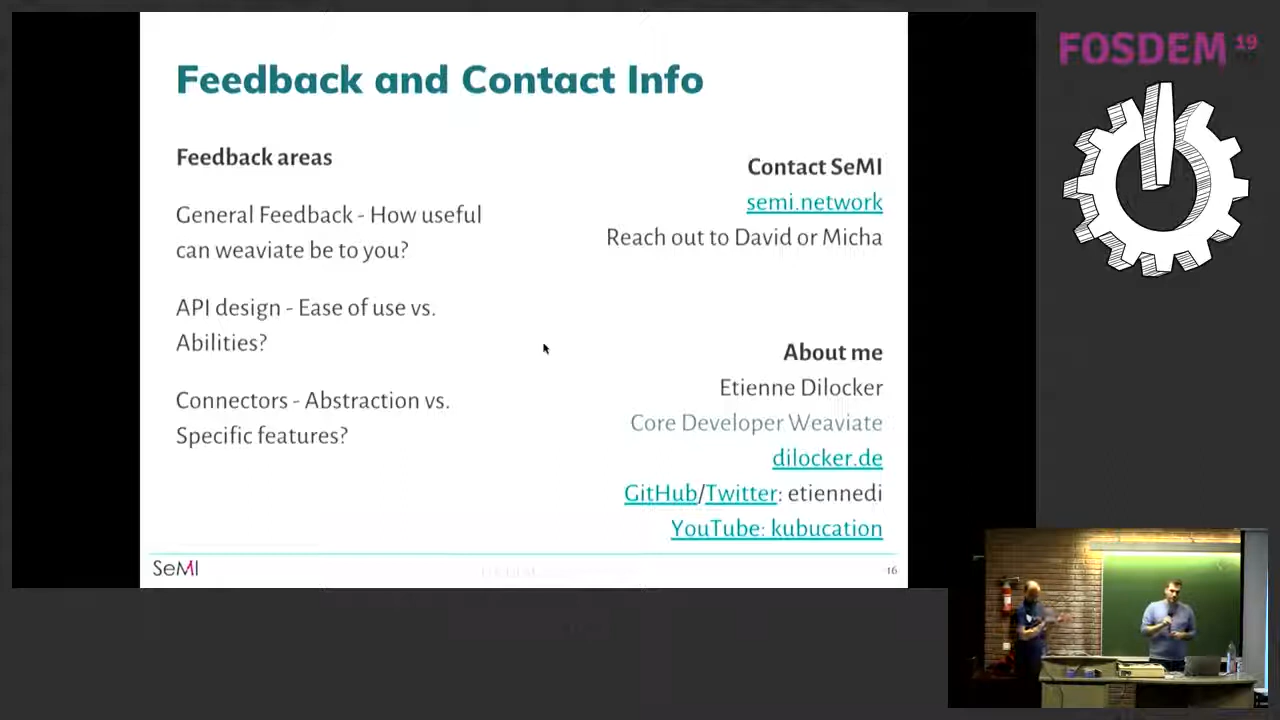 Feedback and Contact Info
Feedback areas
General Feedback - How useful
can weaviate be to you?
API design - Ease of use vs.
Abilities?
Connectors - Abstraction vs.
Specific features?
Contact SeMI
semi.network
Reach out to David or Micha
About me
Etienne Dilocker
Core Developer Weaviate
dilocker.de
GitHub/Twitter: etiennedi
YouTube: kubucation
SeMI
16
FOSDEM 19